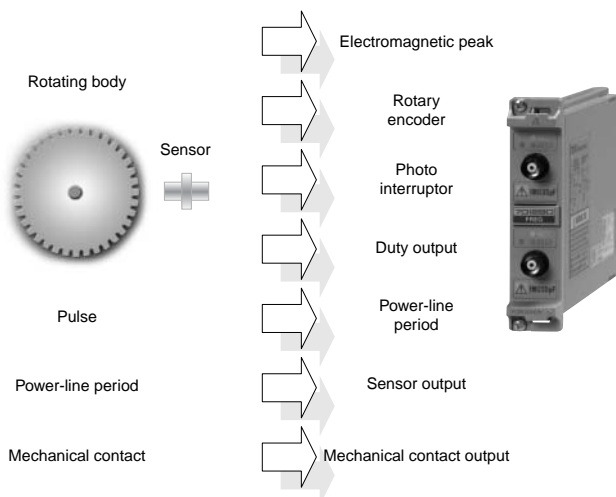 Electromagnetic peak
Rotating body
Rotary
encoder
Sensor
Photo
interruptor
Duty output
Pulse
Power-line
period
Power-line period
Sensor output
Mechanical contact
Mechanical contact output
FREQ